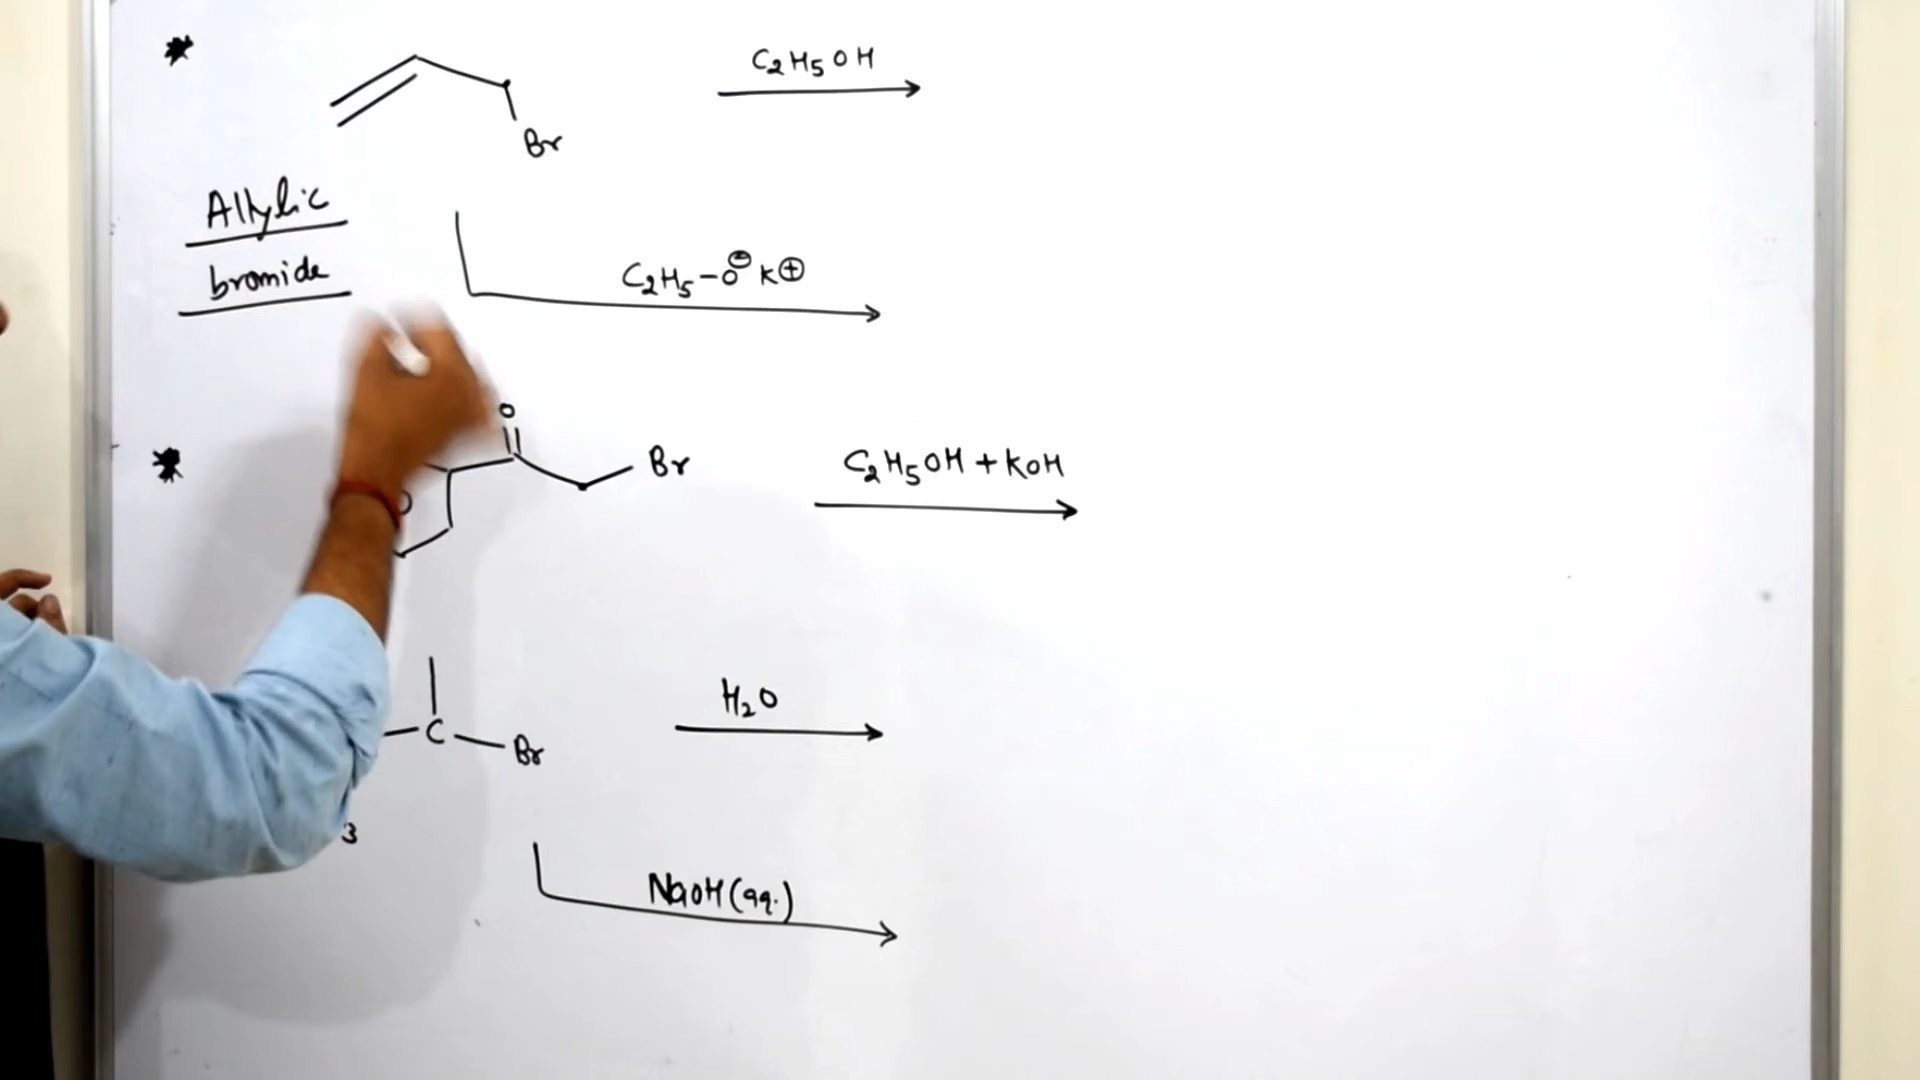 C2H5OH
Br
Allylic
bromide
C2H5-O⊖ K⊕
O
Br
C2H5OH + KOH
H2O
C
Br
3
NaOH (aq.)